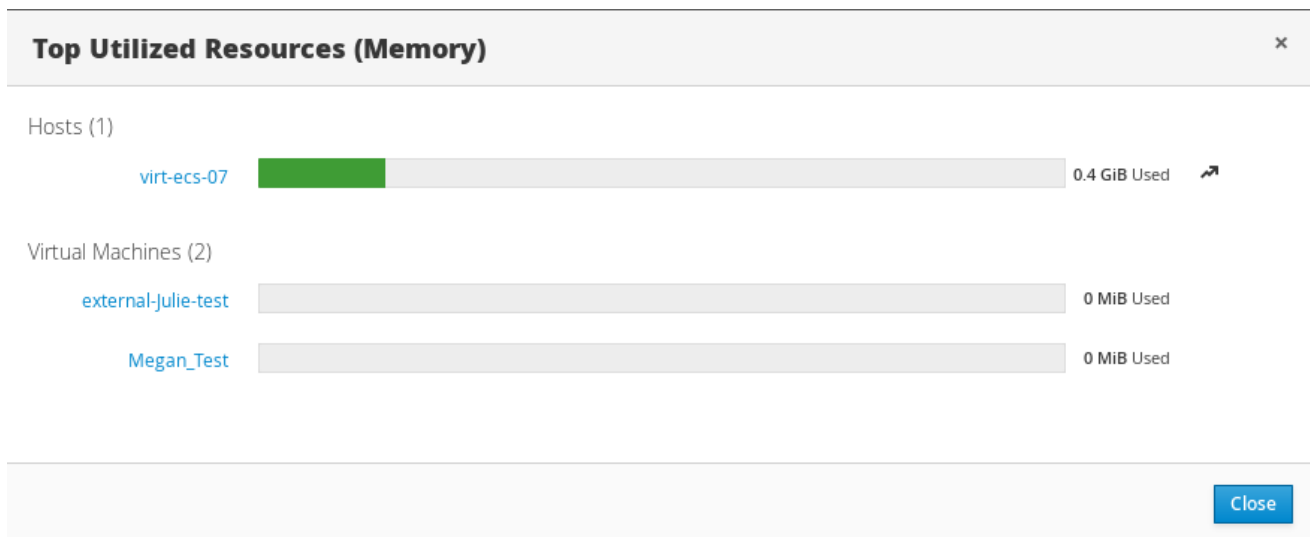 Top Utilized Resources (Memory)
×
Hosts (1)
virt-ecs-07 0.4 GiB Used
Virtual Machines (2)
external-Julie-test 0 MiB Used
Megan_Test 0 MiB Used
Close